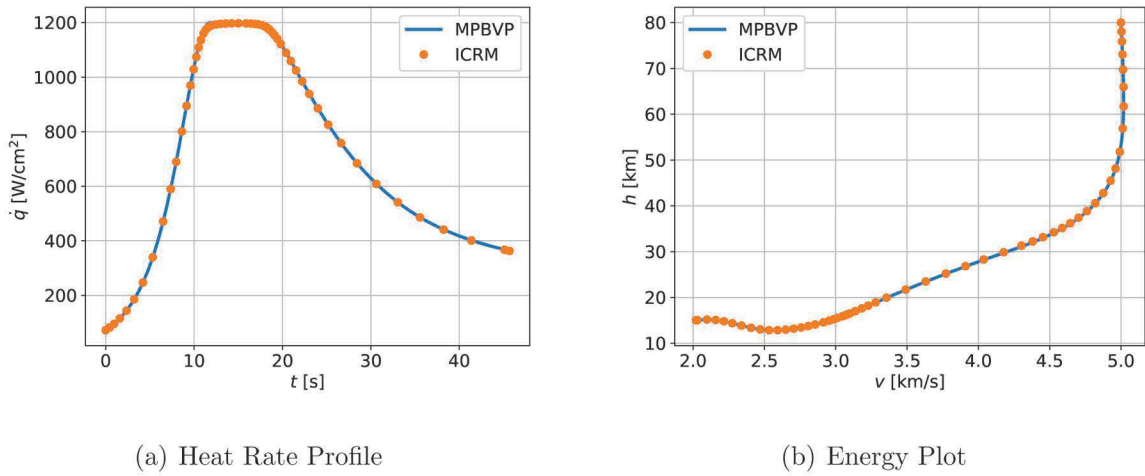 1200
1000
800
600
400
200
q̇ [W/cm²]
MPBVP
ICRM
0
10
20
30
40
t [s]
80
70
60
50
40
30
20
10
h [km]
MPBVP
ICRM
2.0
2.5
3.0
3.5
4.0
4.5
5.0
v [km/s]
(a) Heat Rate Profile
(b) Energy Plot